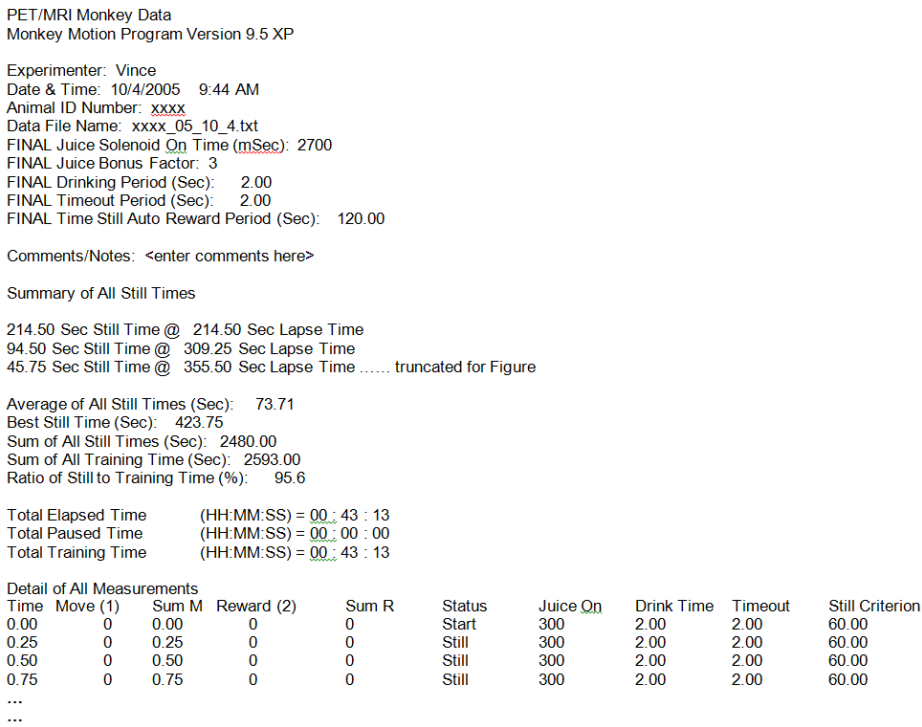 PET/MRI Monkey Data
Monkey Motion Program Version 9.5 XP
Experimenter: Vince
Date & Time: 10/4/2005 9:44 AM
Animal ID Number: xxxx
Data File Name: xxxx_05_10_4.txt
FINAL Juice Solenoid On Time (mSec): 2700
FINAL Juice Bonus Factor: 3
FINAL Drinking Period (Sec): 2.00
FINAL Timeout Period (Sec): 2.00
FINAL Time Still Auto Reward Period (Sec): 120.00
Comments/Notes: <enter comments here>
Summary of All Still Times
214.50 Sec Still Time @ 214.50 Sec Lapse Time
94.50 Sec Still Time @ 309.25 Sec Lapse Time
45.75 Sec Still Time @ 355.50 Sec Lapse Time …… truncated for Figure
Average of All Still Times (Sec): 73.71
Best Still Time (Sec): 423.75
Sum of All Still Times (Sec): 2480.00
Sum of All Training Time (Sec): 2593.00
Ratio of Still to Training Time (%): 95.6
Total Elapsed Time (HH:MM:SS) = 00 : 43 : 13
Total Paused Time (HH:MM:SS) = 00 : 00 : 00
Total Training Time (HH:MM:SS) = 00 : 43 : 13
Detail of All Measurements
Time Move (1) Sum M Reward (2) Sum R Status Juice On Drink Time Timeout Still Criterion
0.00 0 0.00 0 0 Start 300 2.00 2.00 60.00
0.25 0 0.25 0 0 Still 300 2.00 2.00 60.00
0.50 0 0.50 0 0 Still 300 2.00 2.00 60.00
0.75 0 0.75 0 0 Still 300 2.00 2.00 60.00
…
…